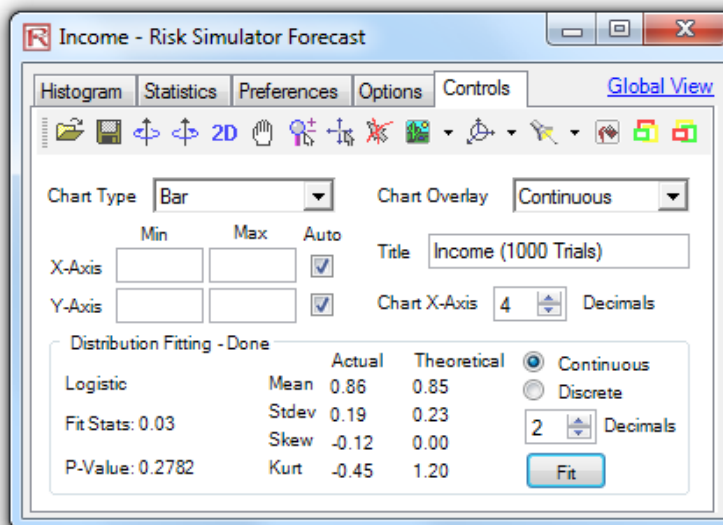 Income - Risk Simulator Forecast
Histogram Statistics Preferences Options Controls Global View
2D
Chart Type Bar Chart Overlay Continuous
Min Max Auto
Title Income (1000 Trials)
X-Axis
Y-Axis Chart X-Axis 4 Decimals
Distribution Fitting - Done
Actual Theoretical Continuous
Logistic Mean 0.86 0.85
Discrete
Fit Stats: 0.03 Stdev 0.19 0.23
2 Decimals
Skew -0.12 0.00
P-Value: 0.2782 Kurt -0.45 1.20 Fit